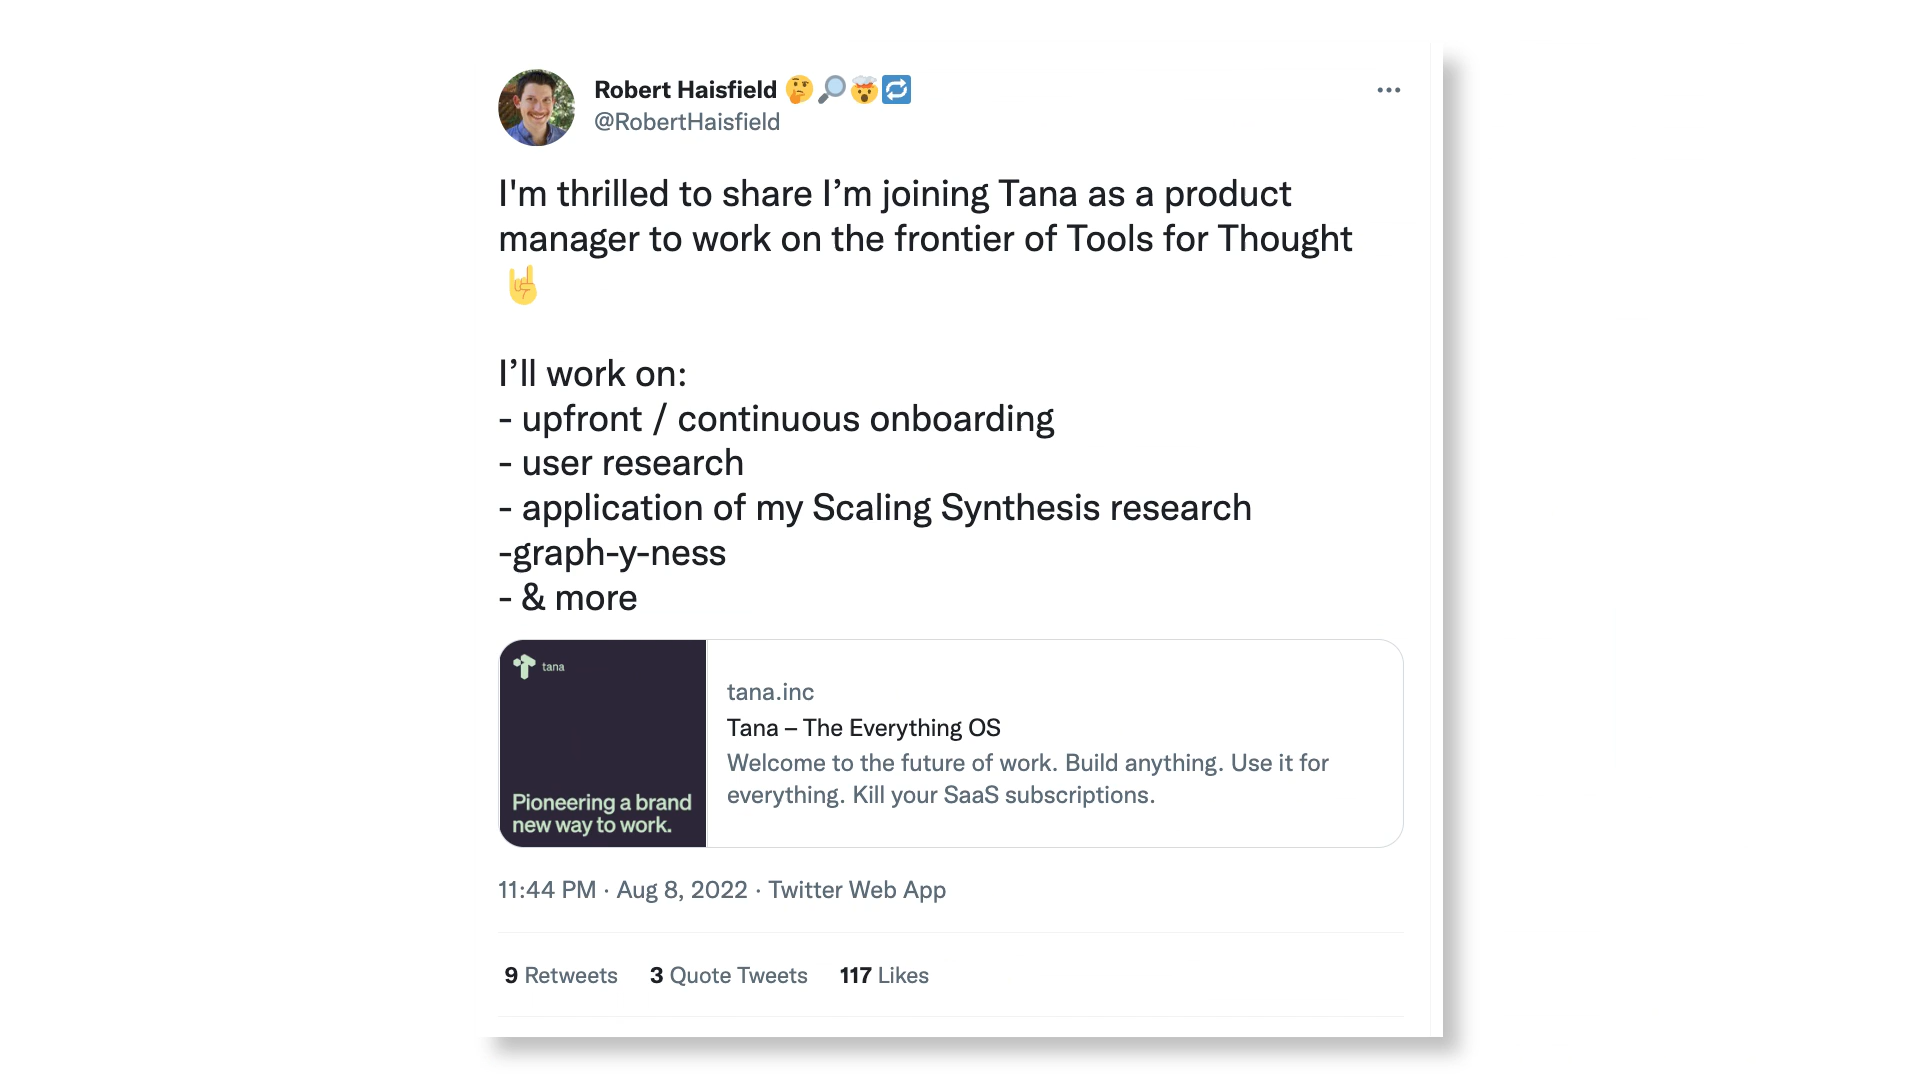 Robert Haisfield 🤔🔎🤯🔁
@RobertHaisfield
I'm thrilled to share I’m joining Tana as a product
manager to work on the frontier of Tools for Thought
🤘
I’ll work on:
- upfront / continuous onboarding
- user research
- application of my Scaling Synthesis research
-graph-y-ness
- & more
tana
Pioneering a brand
new way to work.
tana.inc
Tana – The Everything OS
Welcome to the future of work. Build anything. Use it for
everything. Kill your SaaS subscriptions.
11:44 PM · Aug 8, 2022 · Twitter Web App
9 Retweets 3 Quote Tweets 117 Likes